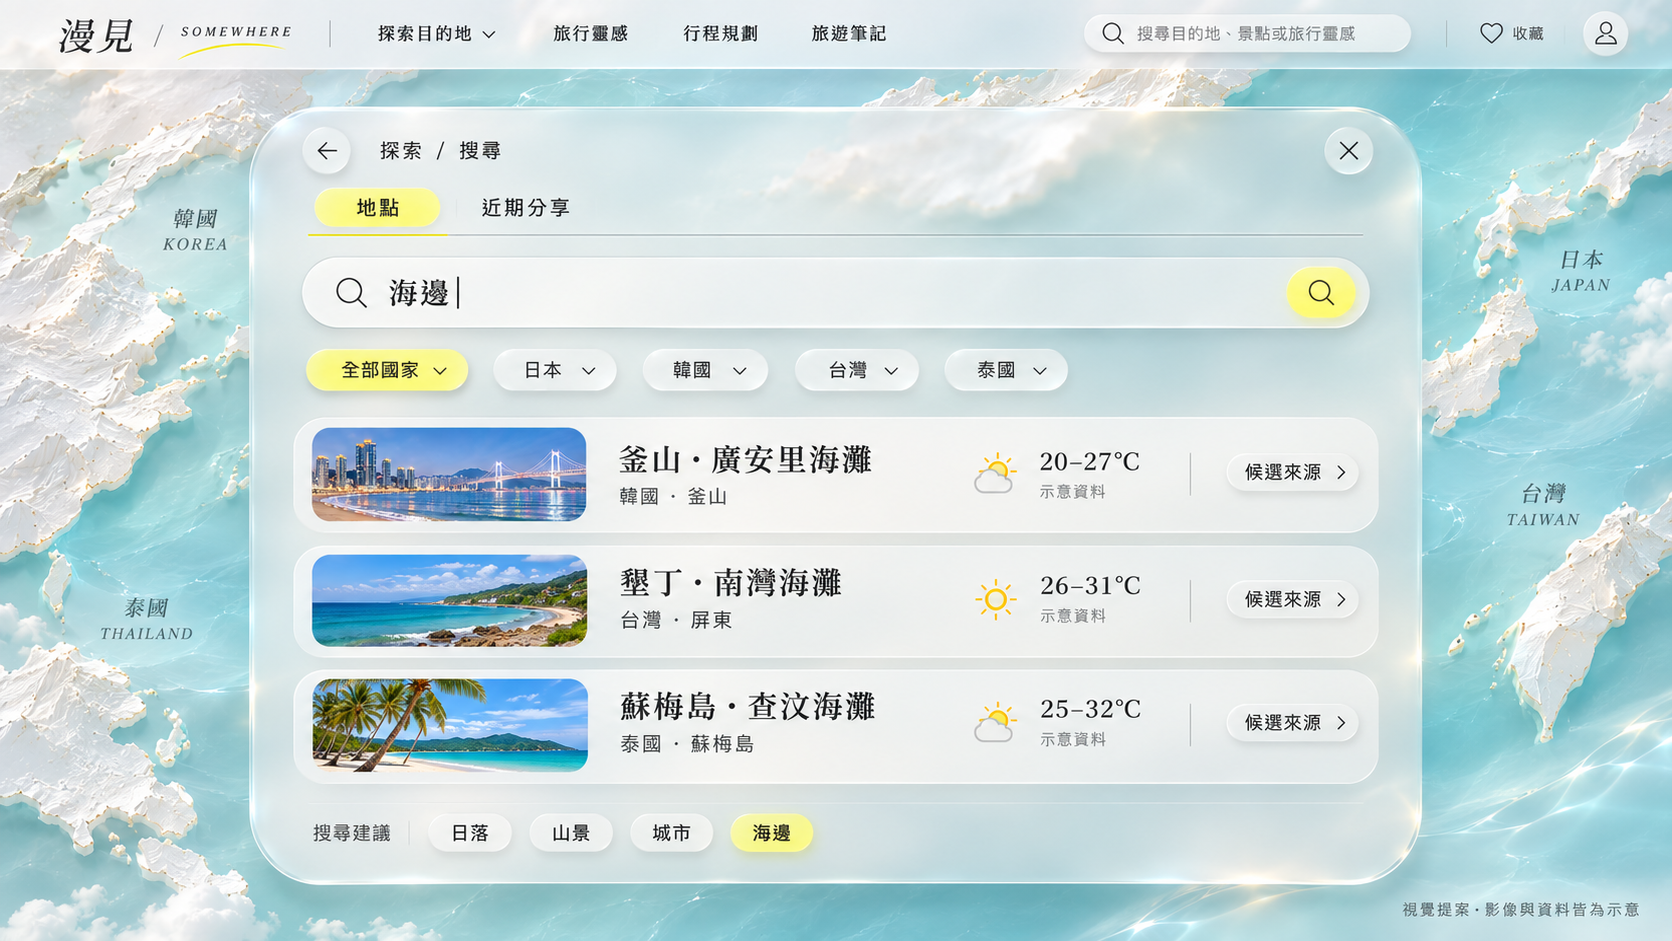 漫見 / SOMEWHERE
探索目的地
旅行靈感
行程規劃
旅遊筆記
搜尋目的地、景點或旅行靈感
收藏
探索 / 搜尋
地點
近期分享
海邊
全部國家
日本
韓國
台灣
泰國
釜山·廣安里海灘
韓國 · 釜山
20–27°C
示意資料
候選來源
墾丁·南灣海灘
台灣 · 屏東
26–31°C
示意資料
候選來源
蘇梅島·查汶海灘
泰國 · 蘇梅島
25–32°C
示意資料
候選來源
搜尋建議
日落
山景
城市
海邊
韓國
KOREA
泰國
THAILAND
日本
JAPAN
台灣
TAIWAN
視覺提案·影像與資料皆為示意